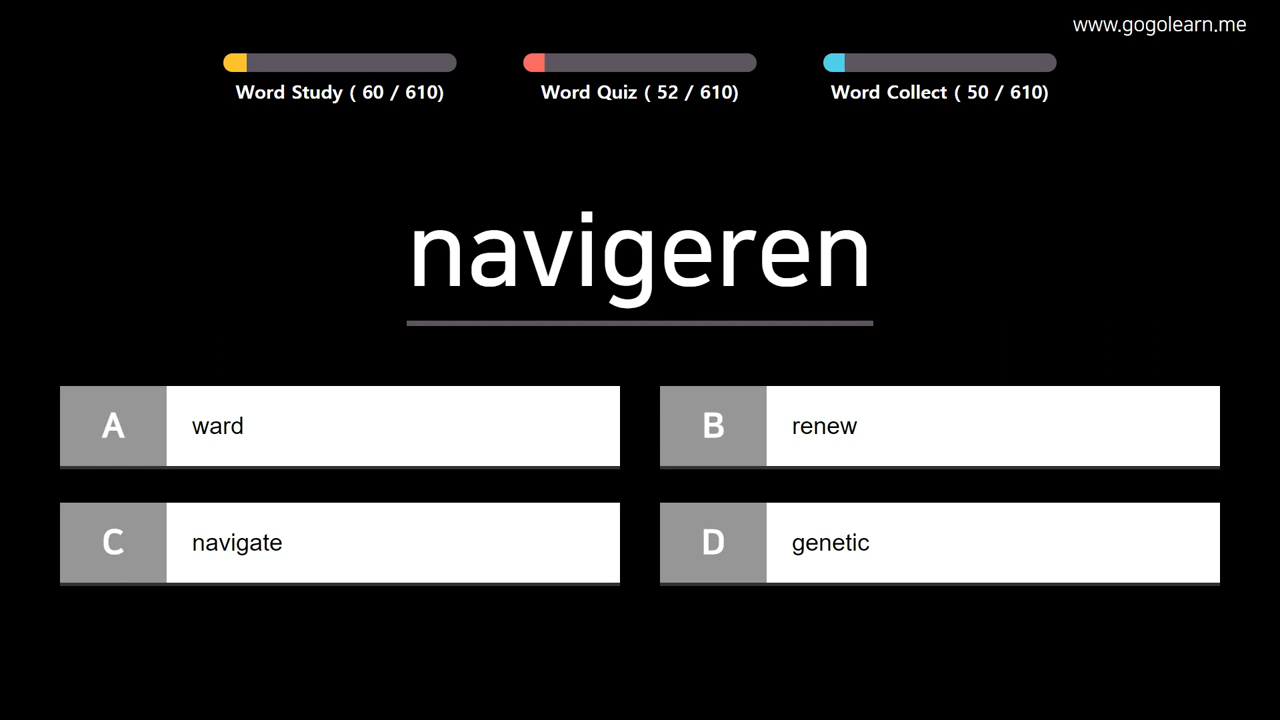 www.gogolearn.me
Word Study ( 60 / 610)
Word Quiz ( 52 / 610)
Word Collect ( 50 / 610)
navigeren
A ward
B renew
C navigate
D genetic